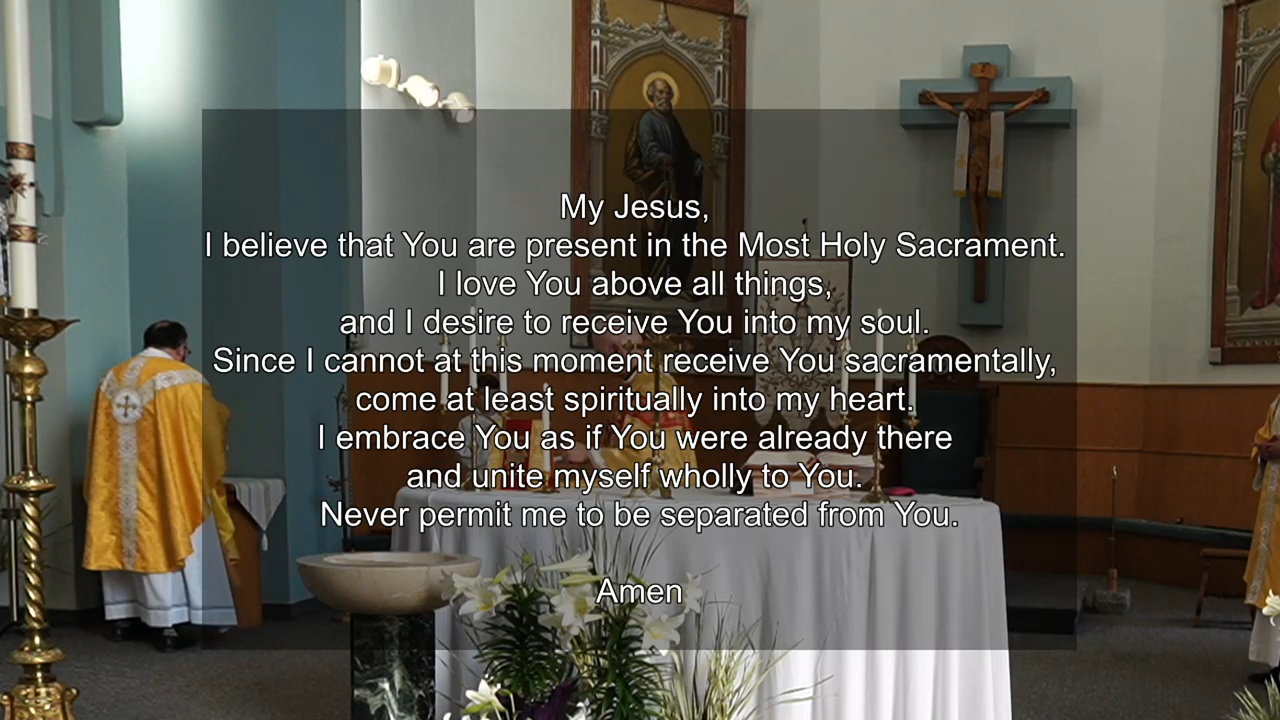 My Jesus,
I believe that You are present in the Most Holy Sacrament.
I love You above all things,
and I desire to receive You into my soul.
Since I cannot at this moment receive You sacramentally,
come at least spiritually into my heart.
I embrace You as if You were already there
and unite myself wholly to You.
Never permit me to be separated from You.
Amen